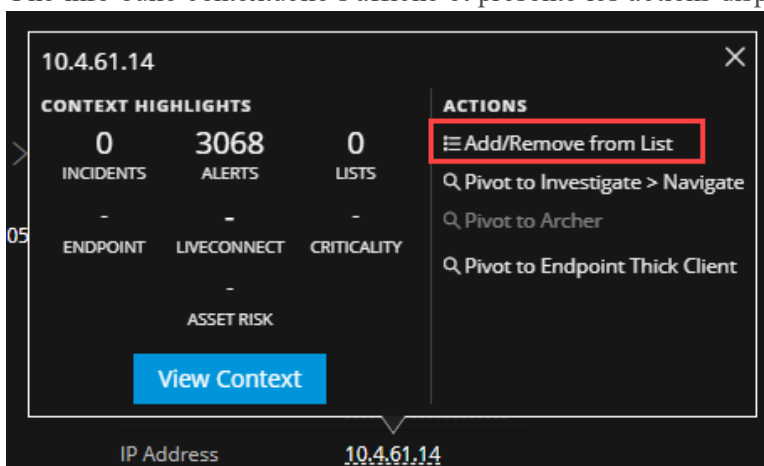 10.4.61.14
CONTEXT HIGHLIGHTS
0 3068 0
INCIDENTS ALERTS LISTS
- - -
ENDPOINT LIVECONNECT CRITICALITY
-
ASSET RISK
View Context
ACTIONS
Add/Remove from List
Pivot to Investigate > Navigate
Pivot to Archer
Pivot to Endpoint Thick Client
05
IP Address 10.4.61.14